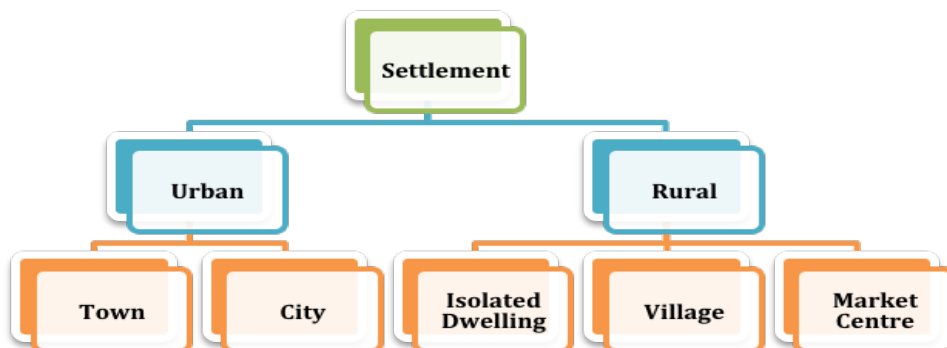 Settlement
Urban
Rural
Town
City
Isolated
Dwelling
Village
Market
Centre